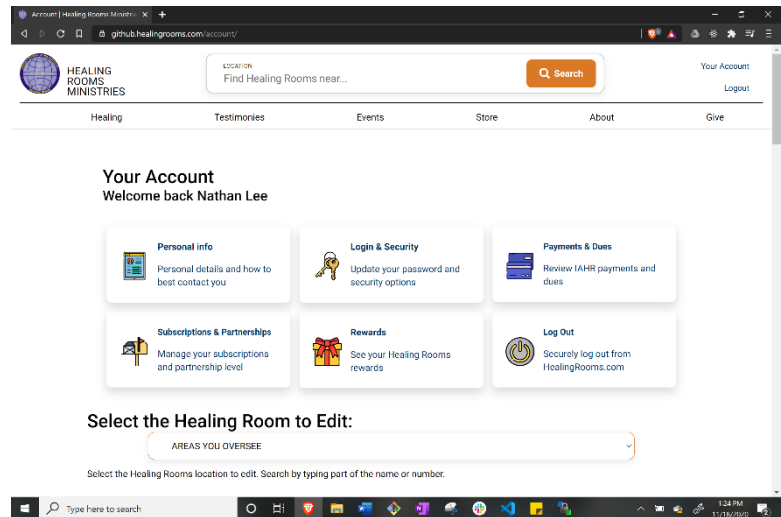 Account | Healing Rooms Ministrie
github.healingrooms.com/account/
HEALING
ROOMS
MINISTRIES
LOCATION
Find Healing Rooms near...
Search
Your Account
Logout
Healing
Testimonies
Events
Store
About
Give
Your Account
Welcome back Nathan Lee
Personal info
Personal details and how to
best contact you
Login & Security
Update your password and
security options
Payments & Dues
Review IAHR payments and
dues
Subscriptions & Partnerships
Manage your subscriptions
and partnership level
Rewards
See your Healing Rooms
rewards
Log Out
Securely log out from
HealingRooms.com
Select the Healing Room to Edit:
AREAS YOU OVERSEE
Select the Healing Rooms location to edit. Search by typing part of the name or number.
Type here to search
1:24 PM
11/18/2020